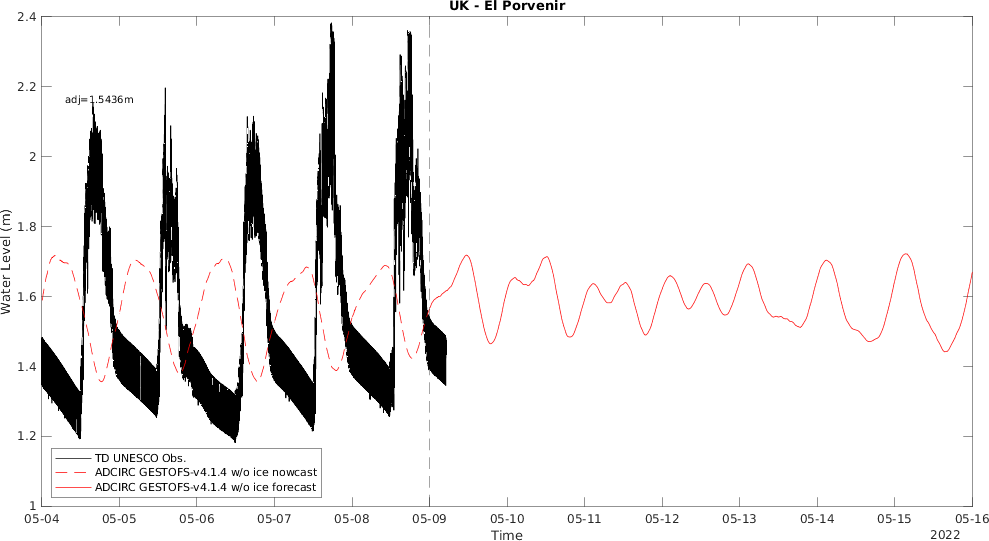 UK - El Porvenir
2.4
2.2
2
1.8
1.6
1.4
1.2
1
Water Level (m)
adj=1.5436m
TD UNESCO Obs.
ADCIRC GESTOFS-v4.1.4 w/o ice nowcast
ADCIRC GESTOFS-v4.1.4 w/o ice forecast
05-04 05-05 05-06 05-07 05-08 05-09 05-10 05-11 05-12 05-13 05-14 05-15 05-16
Time
2022